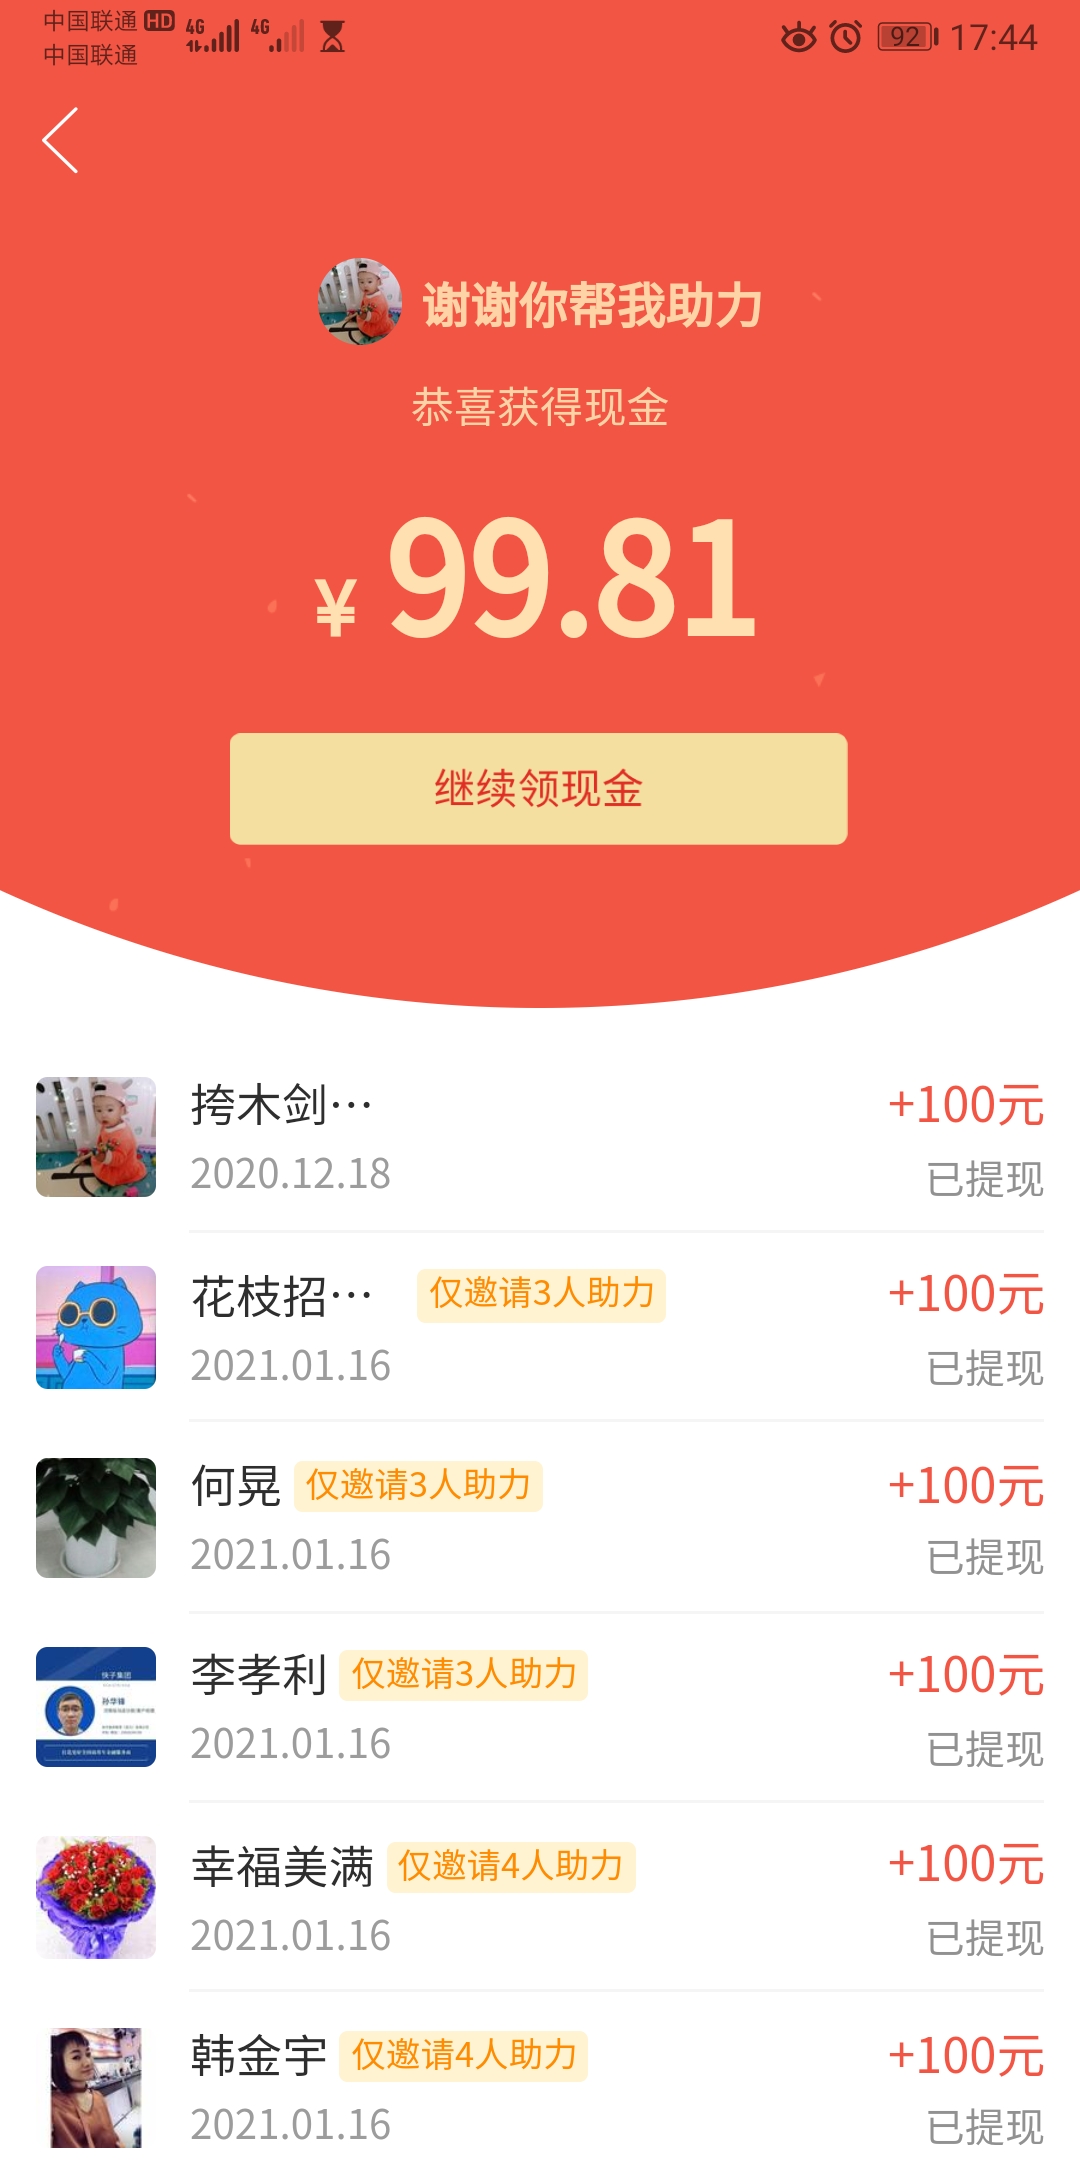 中国联通 HD 4G 4G 92 17:44
中国联通
谢谢你帮我助力
恭喜获得现金
¥ 99.81
继续领现金
挎木剑… +100元
2020.12.18 已提现
花枝招… 仅邀请3人助力 +100元
2021.01.16 已提现
何晃 仅邀请3人助力 +100元
2021.01.16 已提现
李孝利 仅邀请3人助力 +100元
2021.01.16 已提现
幸福美满 仅邀请4人助力 +100元
2021.01.16 已提现
韩金宇 仅邀请4人助力 +100元
2021.01.16 已提现